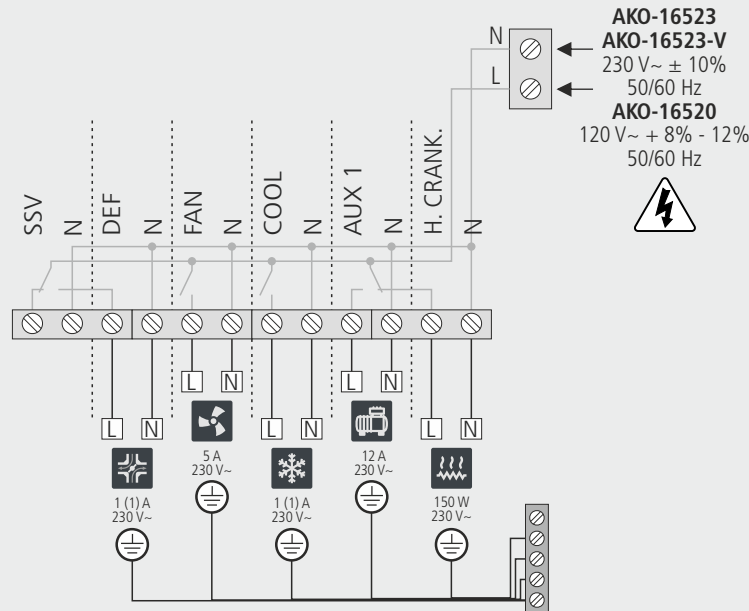 AKO-16523
AKO-16523-V
230 V~ ± 10%
50/60 Hz
AKO-16520
120 V~ + 8% - 12%
50/60 Hz
N
L
SSV
N
DEF
N
FAN
N
COOL
N
AUX 1
N
H. CRANK.
N
L
N
L
N
L N
L N
L N
5 A
230 V~
12 A
230 V~
1 (1) A
230 V~
1 (1) A
230 V~
150 W
230 V~